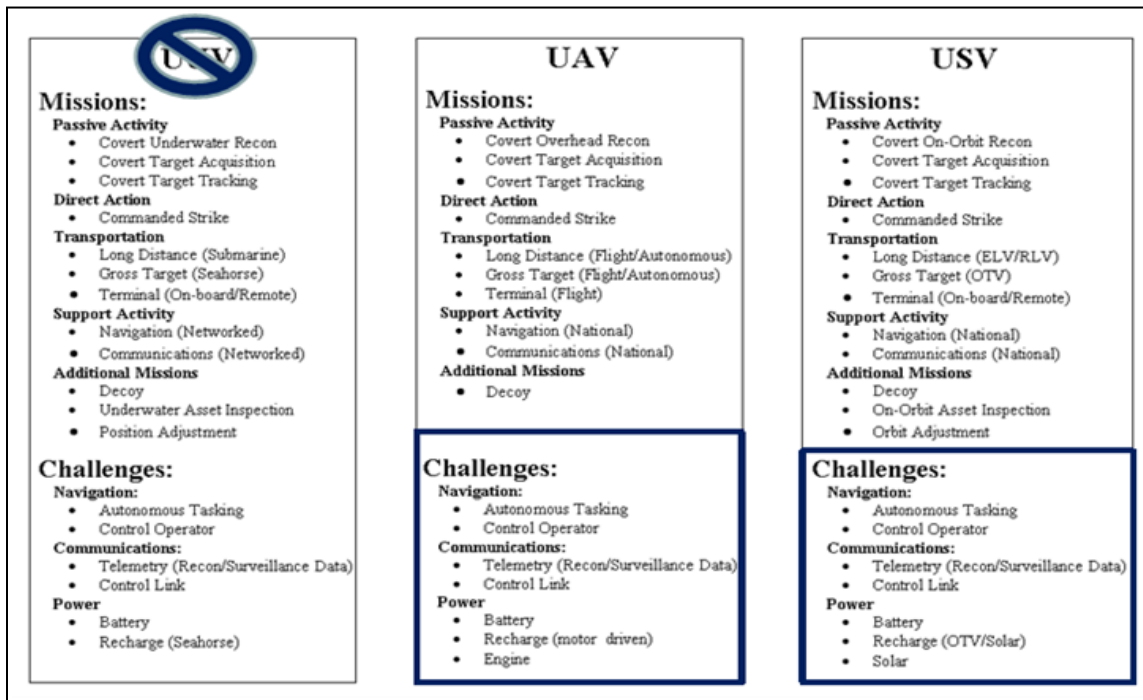 Missions:
Passive Activity
• Covert Underwater Recon
• Covert Target Acquisition
• Covert Target Tracking
Direct Action
• Commanded Strike
Transportation
• Long Distance (Submarine)
• Gross Target (Seahorse)
• Terminal (On-board/Remote)
Support Activity
• Navigation (Networked)
• Communications (Networked)
Additional Missions
• Decoy
• Underwater Asset Inspection
• Position Adjustment
Challenges:
Navigation:
• Autonomous Tasking
• Control Operator
Communications:
• Telemetry (Recon/Surveillance Data)
• Control Link
Power
• Battery
• Recharge (Seahorse)
UAV
Missions:
Passive Activity
• Covert Overhead Recon
• Covert Target Acquisition
• Covert Target Tracking
Direct Action
• Commanded Strike
Transportation
• Long Distance (Flight/Autonomous)
• Gross Target (Flight/Autonomous)
• Terminal (Flight)
Support Activity
• Navigation (National)
• Communications (National)
Additional Missions
• Decoy
Challenges:
Navigation:
• Autonomous Tasking
• Control Operator
Communications:
• Telemetry (Recon/Surveillance Data)
• Control Link
Power
• Battery
• Recharge (motor driven)
• Engine
USV
Missions:
Passive Activity
• Covert On-Orbit Recon
• Covert Target Acquisition
• Covert Target Tracking
Direct Action
• Commanded Strike
Transportation
• Long Distance (ELV/RLV)
• Gross Target (OTV)
• Terminal (On-board/Remote)
Support Activity
• Navigation (National)
• Communications (National)
Additional Missions
• Decoy
• On-Orbit Asset Inspection
• Orbit Adjustment
Challenges:
Navigation:
• Autonomous Tasking
• Control Operator
Communications:
• Telemetry (Recon/Surveillance Data)
• Control Link
Power
• Battery
• Recharge (OTV/Solar)
• Solar